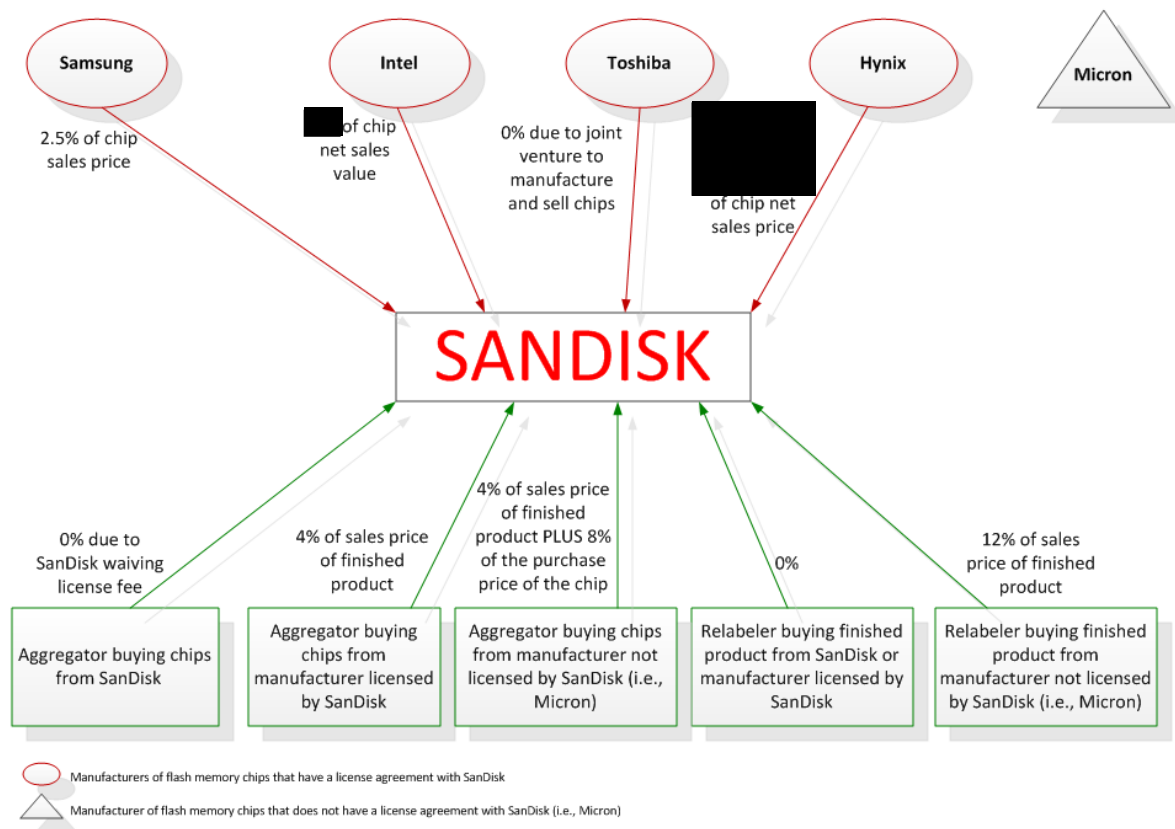 Samsung
Intel
Toshiba
Hynix
Micron
2.5% of chip
sales price
of chip
net sales
value
0% due to joint
venture to
manufacture
and sell chips
of chip net
sales price
SANDISK
0% due to
SanDisk waiving
license fee
4% of sales price
of finished
product
4% of sales price
of finished
product PLUS 8%
of the purchase
price of the chip
0%
12% of sales
price of finished
product
Aggregator buying chips
from SanDisk
Aggregator buying
chips from
manufacturer licensed
by SanDisk
Aggregator buying chips
from manufacturer not
licensed by SanDisk (i.e.,
Micron)
Relabeler buying finished
product from SanDisk or
manufacturer licensed by
SanDisk
Relabeler buying finished
product from
manufacturer not licensed
by SanDisk (i.e., Micron)
Manufacturers of flash memory chips that have a license agreement with SanDisk
Manufacturer of flash memory chips that does not have a license agreement with SanDisk (i.e., Micron)